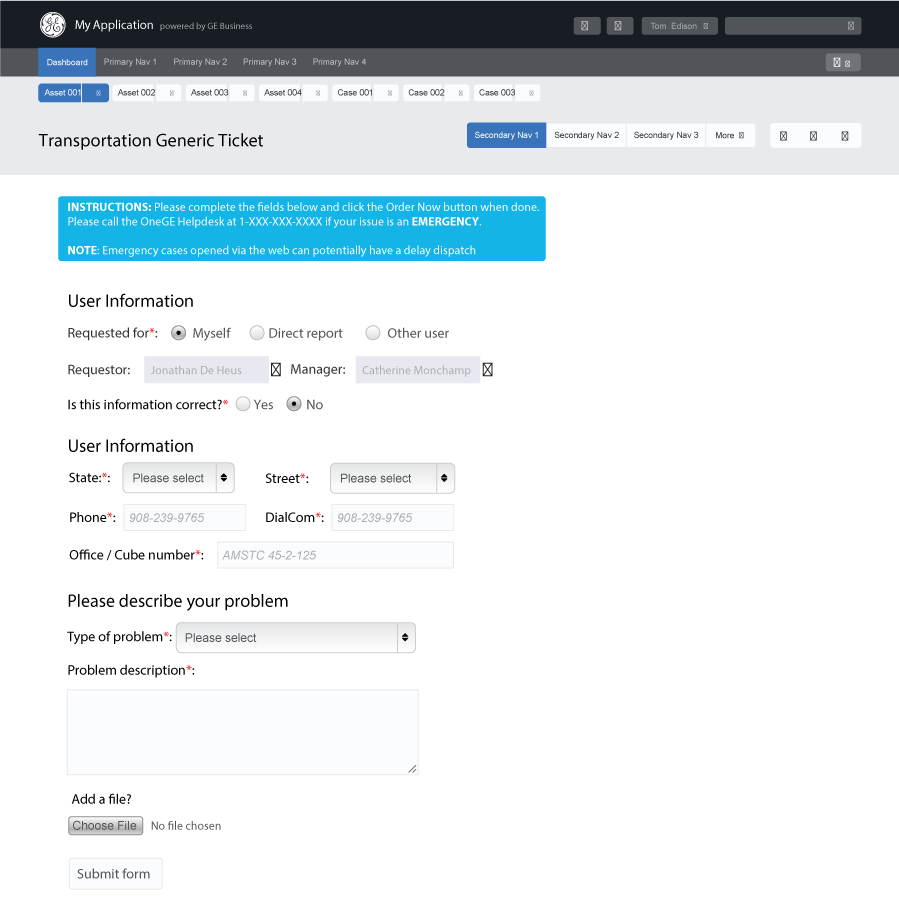 My Application powered by GE Business
Tom Edison
Dashboard Primary Nav 1 Primary Nav 2 Primary Nav 3 Primary Nav 4
Asset 001 Asset 002 Asset 003 Asset 004 Case 001 Case 002 Case 003
Transportation Generic Ticket
Secondary Nav 1 Secondary Nav 2 Secondary Nav 3 More
INSTRUCTIONS: Please complete the fields below and click the Order Now button when done.
Please call the OneGE Helpdesk at 1-XXX-XXX-XXXX if your issue is an EMERGENCY.
NOTE: Emergency cases opened via the web can potentially have a delay dispatch
User Information
Requested for*: Myself Direct report Other user
Requestor: Jonathan De Heus Manager: Catherine Monchamp
Is this information correct?* Yes No
User Information
State:*: Please select Street*: Please select
Phone*: 908-239-9765 DialCom*: 908-239-9765
Office / Cube number*: AMSTC 45-2-125
Please describe your problem
Type of problem*: Please select
Problem description*:
Add a file?
Choose File No file chosen
Submit form